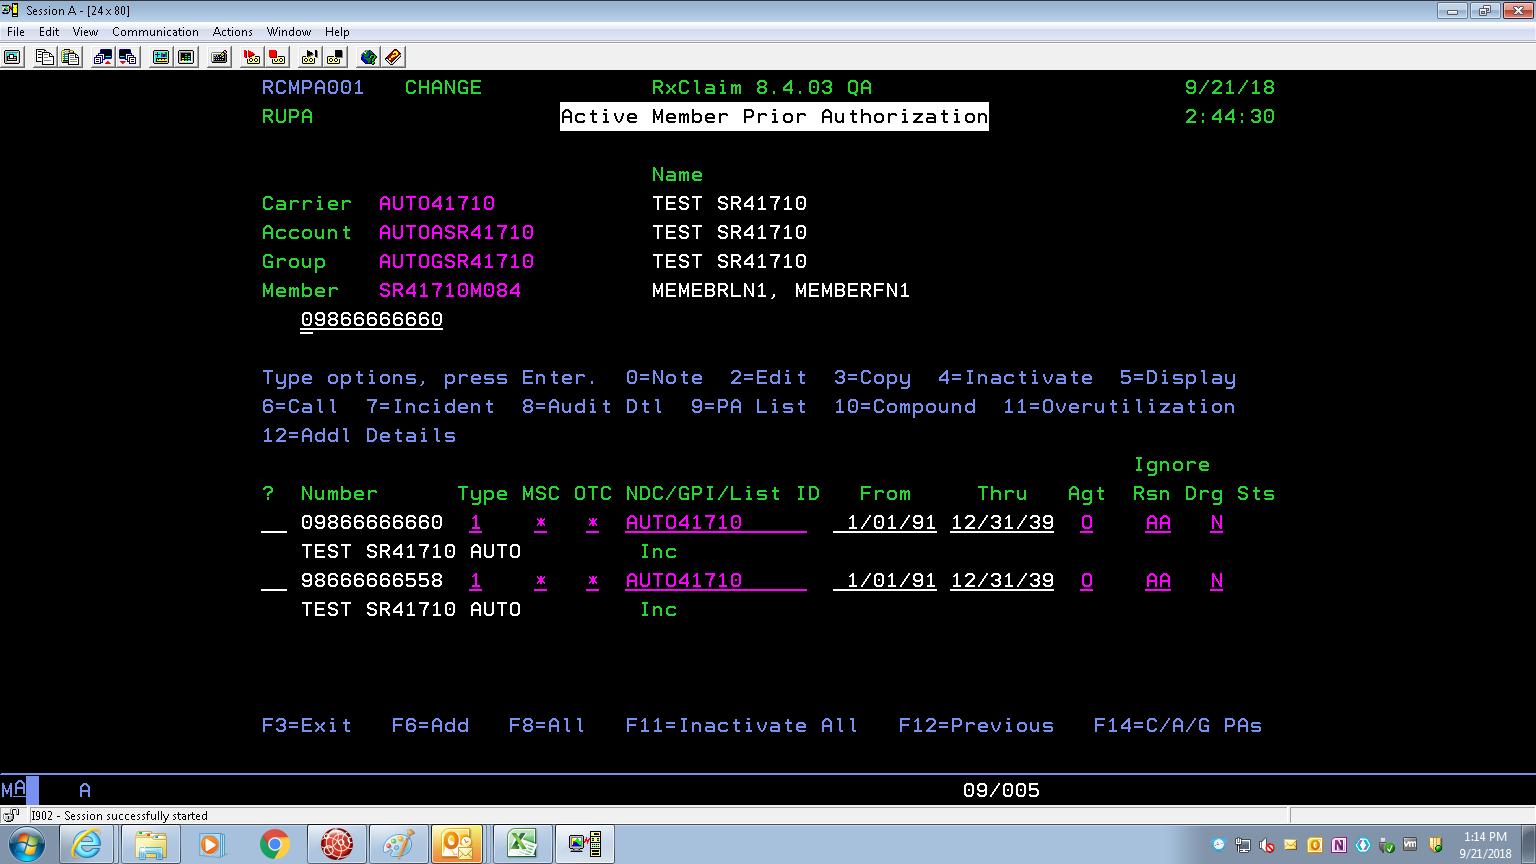 Session A - [24 x 80]
File Edit View Communication Actions Window Help
RCMPA001 CHANGE RxClaim 8.4.03 QA 9/21/18
RUPA Active Member Prior Authorization 2:44:30
Name
Carrier AUTO41710 TEST SR41710
Account AUTOASR41710 TEST SR41710
Group AUTOGSR41710 TEST SR41710
Member SR41710M084 MEMEBRLN1, MEMBERFN1
09866666660
Type options, press Enter. 0=Note 2=Edit 3=Copy 4=Inactivate 5=Display
6=Call 7=Incident 8=Audit Dtl 9=PA List 10=Compound 11=Overutilization
12=Addl Details
Ignore
? Number Type MSC OTC NDC/GPI/List ID From Thru Agt Rsn Drg Sts
09866666660 1 * * AUTO41710 1/01/91 12/31/39 O AA N
TEST SR41710 AUTO Inc
98666666558 1 * * AUTO41710 1/01/91 12/31/39 O AA N
TEST SR41710 AUTO Inc
F3=Exit F6=Add F8=All F11=Inactivate All F12=Previous F14=C/A/G PAs
MA A 09/005
I902 - Session successfully started
1:14 PM
9/21/2018